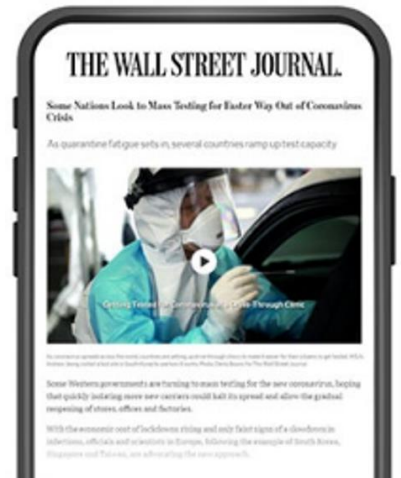 THE WALL STREET JOURNAL.
Some Nations Look to Mass Testing for Faster Way Out of Coronavirus
Crisis
As quarantine fatigue sets in, several countries ramp up test capacity
Getting Tested for Coronavirus at a Drive-Through Clinic
Some Western governments are turning to mass testing for the new coronavirus, hoping
that quickly isolating more new carriers could halt its spread and allow the gradual
reopening of stores, offices and factories.
With the economic cost of lockdowns rising and only faint signs of a slowdown in
infections, officials and scientists in Europe, following the example of South Korea,
Singapore and Taiwan, are advocating the new approach.